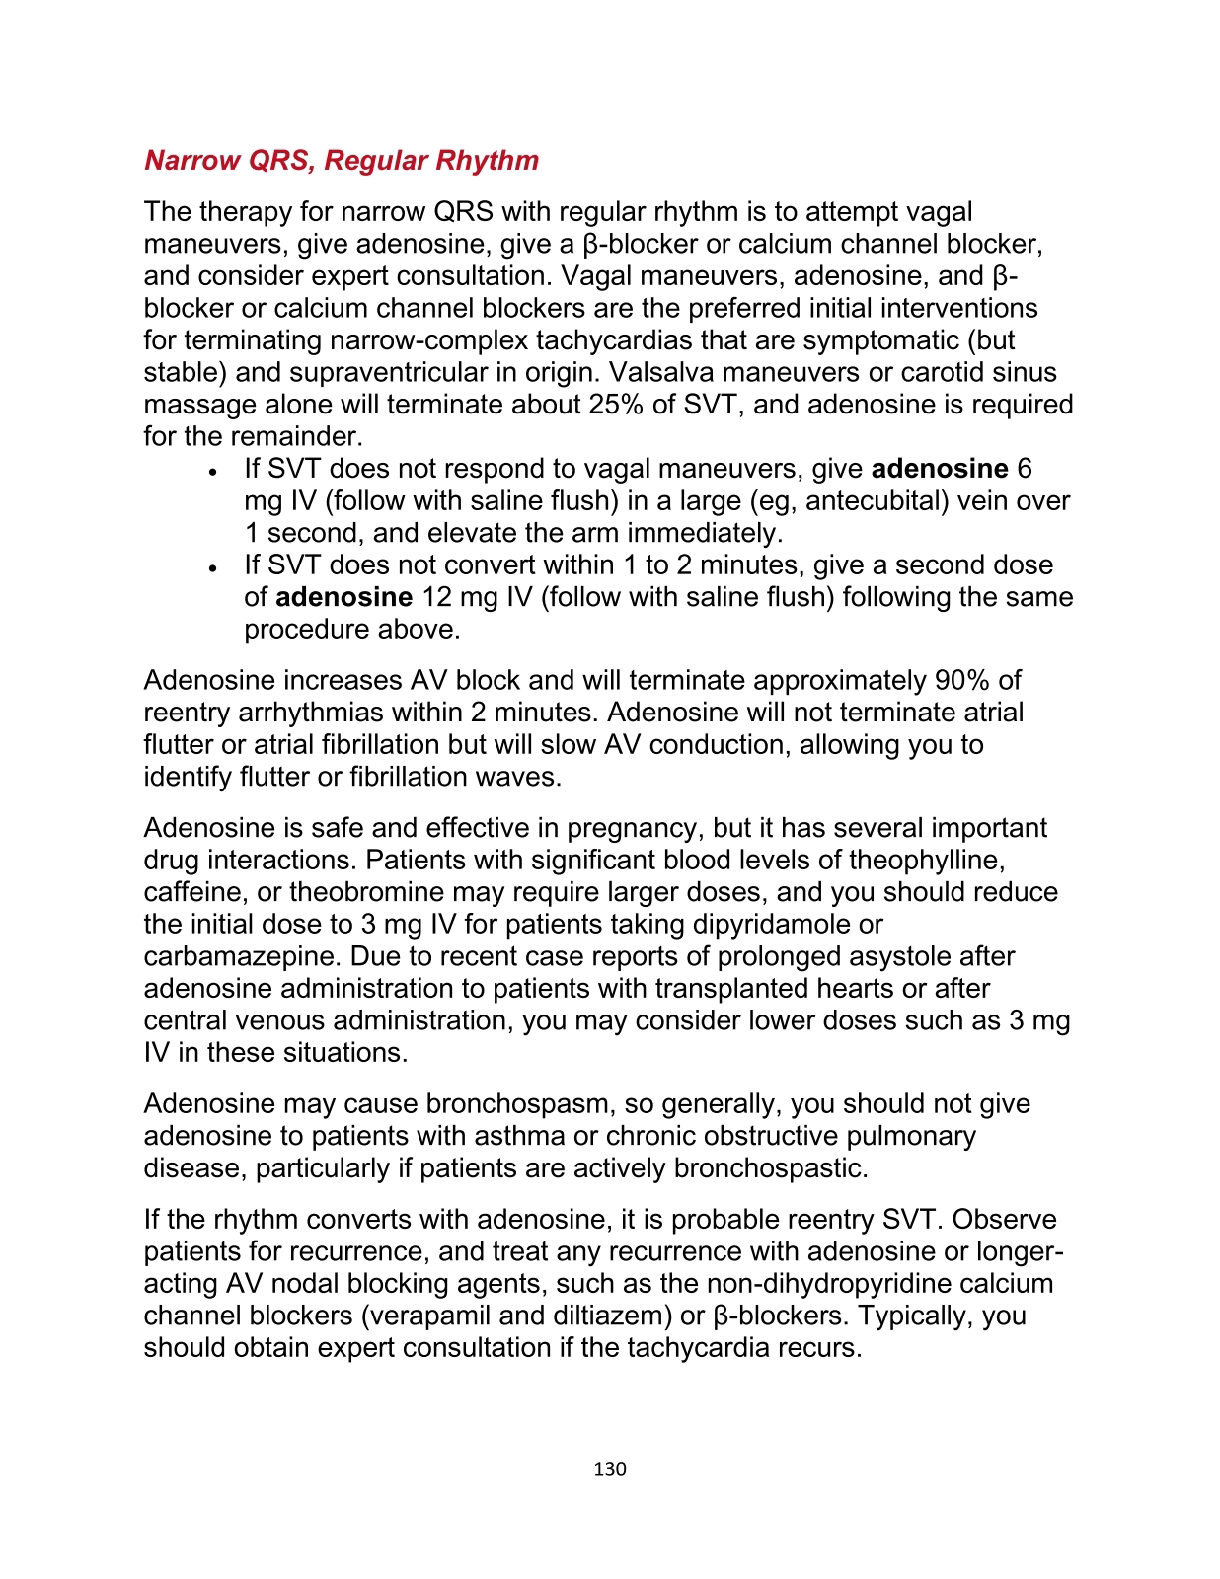 Narrow QRS, Regular Rhythm
The therapy for narrow QRS with regular rhythm is to attempt vagal
maneuvers, give adenosine, give a β-blocker or calcium channel blocker,
and consider expert consultation. Vagal maneuvers, adenosine, and β-
blocker or calcium channel blockers are the preferred initial interventions
for terminating narrow-complex tachycardias that are symptomatic (but
stable) and supraventricular in origin. Valsalva maneuvers or carotid sinus
massage alone will terminate about 25% of SVT, and adenosine is required
for the remainder.
• If SVT does not respond to vagal maneuvers, give adenosine 6
mg IV (follow with saline flush) in a large (eg, antecubital) vein over
1 second, and elevate the arm immediately.
• If SVT does not convert within 1 to 2 minutes, give a second dose
of adenosine 12 mg IV (follow with saline flush) following the same
procedure above.
Adenosine increases AV block and will terminate approximately 90% of
reentry arrhythmias within 2 minutes. Adenosine will not terminate atrial
flutter or atrial fibrillation but will slow AV conduction, allowing you to
identify flutter or fibrillation waves.
Adenosine is safe and effective in pregnancy, but it has several important
drug interactions. Patients with significant blood levels of theophylline,
caffeine, or theobromine may require larger doses, and you should reduce
the initial dose to 3 mg IV for patients taking dipyridamole or
carbamazepine. Due to recent case reports of prolonged asystole after
adenosine administration to patients with transplanted hearts or after
central venous administration, you may consider lower doses such as 3 mg
IV in these situations.
Adenosine may cause bronchospasm, so generally, you should not give
adenosine to patients with asthma or chronic obstructive pulmonary
disease, particularly if patients are actively bronchospastic.
If the rhythm converts with adenosine, it is probable reentry SVT. Observe
patients for recurrence, and treat any recurrence with adenosine or longer-
acting AV nodal blocking agents, such as the non-dihydropyridine calcium
channel blockers (verapamil and diltiazem) or β-blockers. Typically, you
should obtain expert consultation if the tachycardia recurs.
130